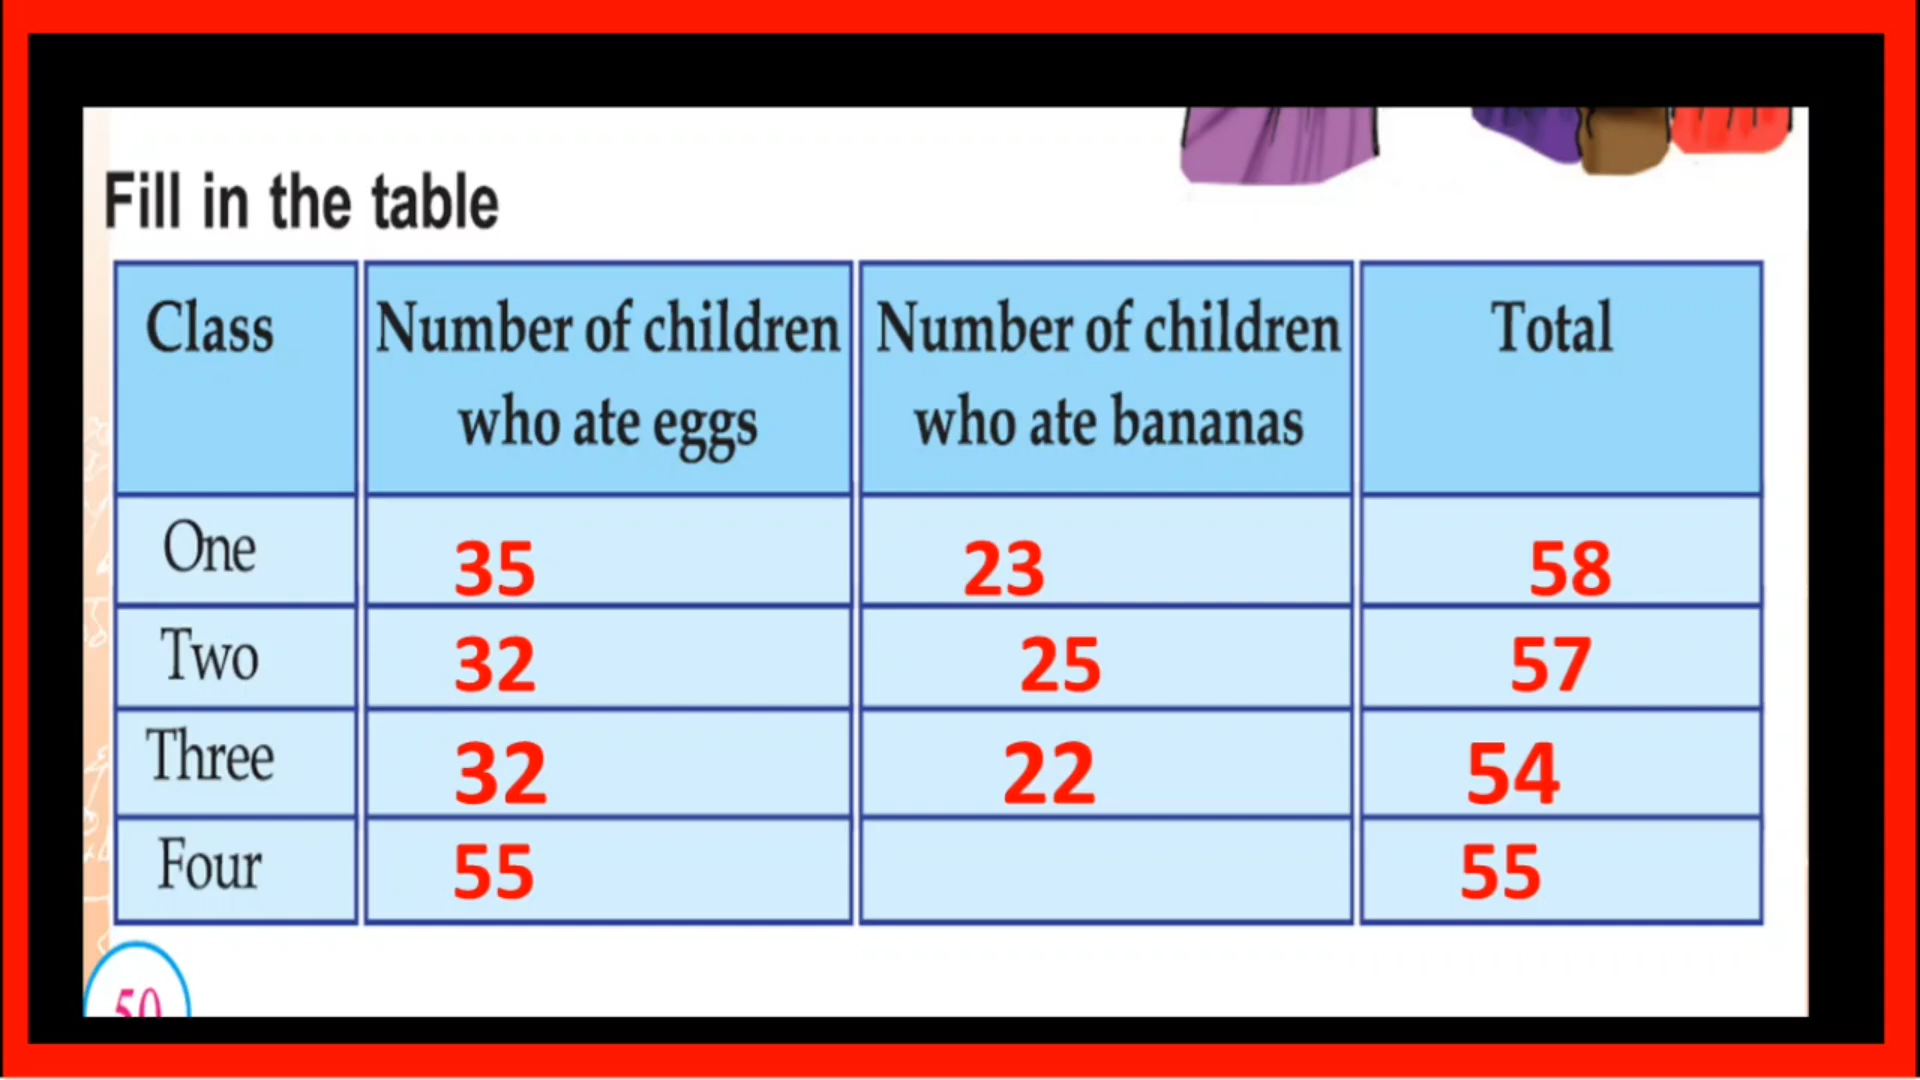 Fill in the table
Class Number of children who ate eggs Number of children who ate bananas Total
One 35 23 58
Two 32 25 57
Three 32 22 54
Four 55 55
50